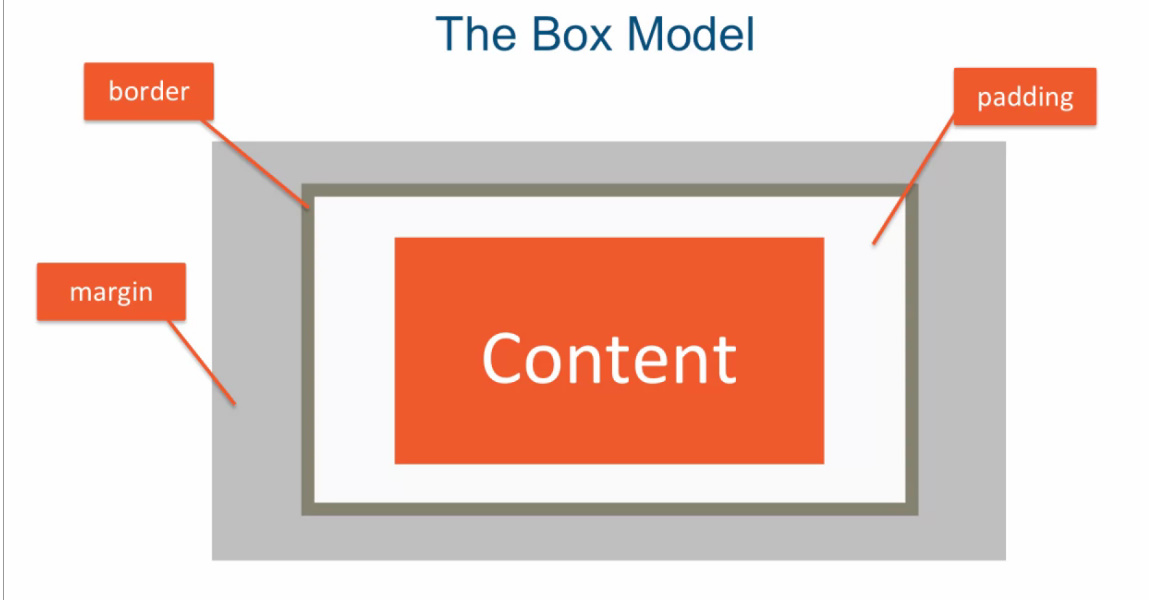 The Box Model
border
padding
margin
Content